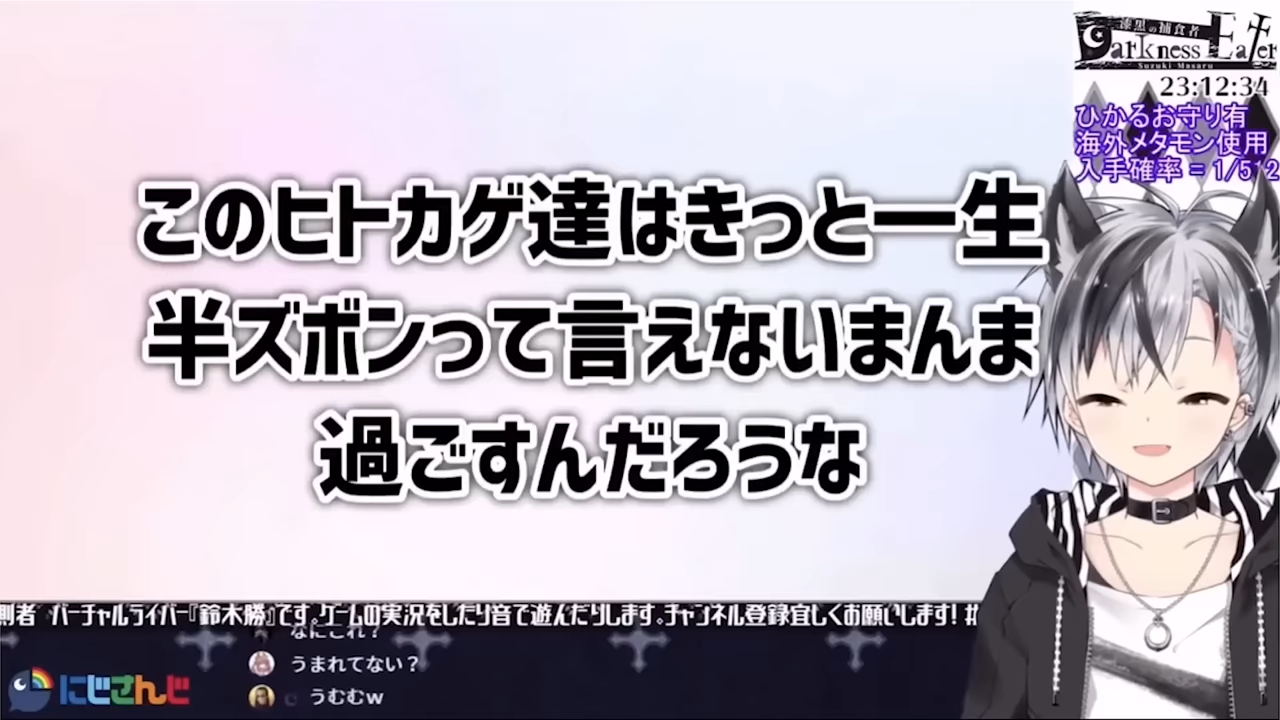 このヒトカゲ達はきっと一生
半ズボンって言えないまんま
過ごすんだろうな
漆黒の捕食者
Darkness Eater
Suzuki Masaru
23:12:34
ひかるお守り有
海外メタモン使用
入手確率 = 1/512
則者 バーチャルライバー『鈴木勝』です。ゲームの実況をしたり音で遊んだりします。チャンネル登録宜しくお願いします!
なにこれ?
うまれてない?
うむむw
にじさんじ